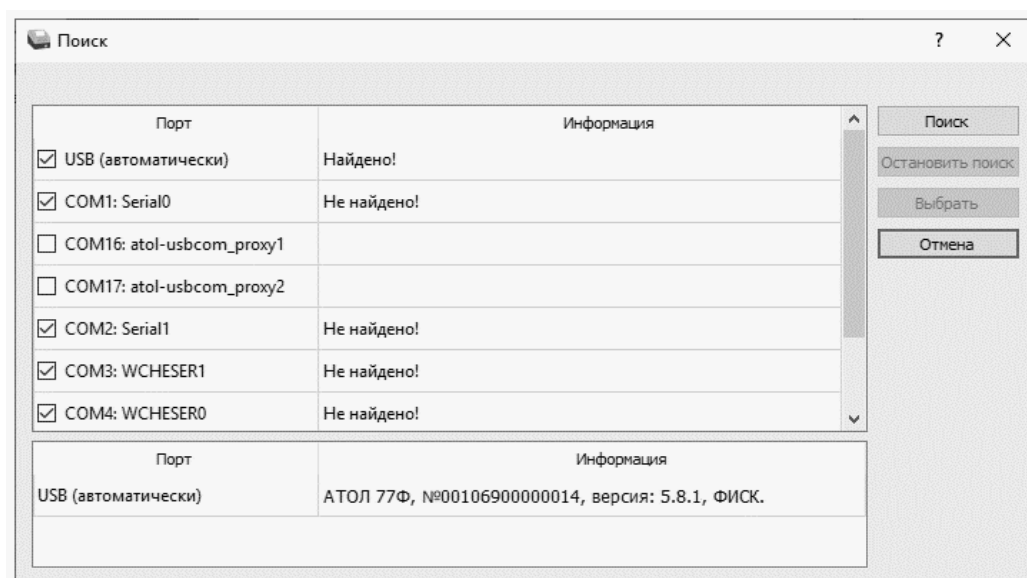 Поиск
?
Порт Информация
USB (автоматически) Найдено!
COM1: Serial0 Не найдено!
COM16: atol-usbcom_proxy1
COM17: atol-usbcom_proxy2
COM2: Serial1 Не найдено!
COM3: WCHESER1 Не найдено!
COM4: WCHESER0 Не найдено!
Поиск
Остановить поиск
Выбрать
Отмена
Порт Информация
USB (автоматически) АТОЛ 77Ф, №00106900000014, версия: 5.8.1, ФИСК.